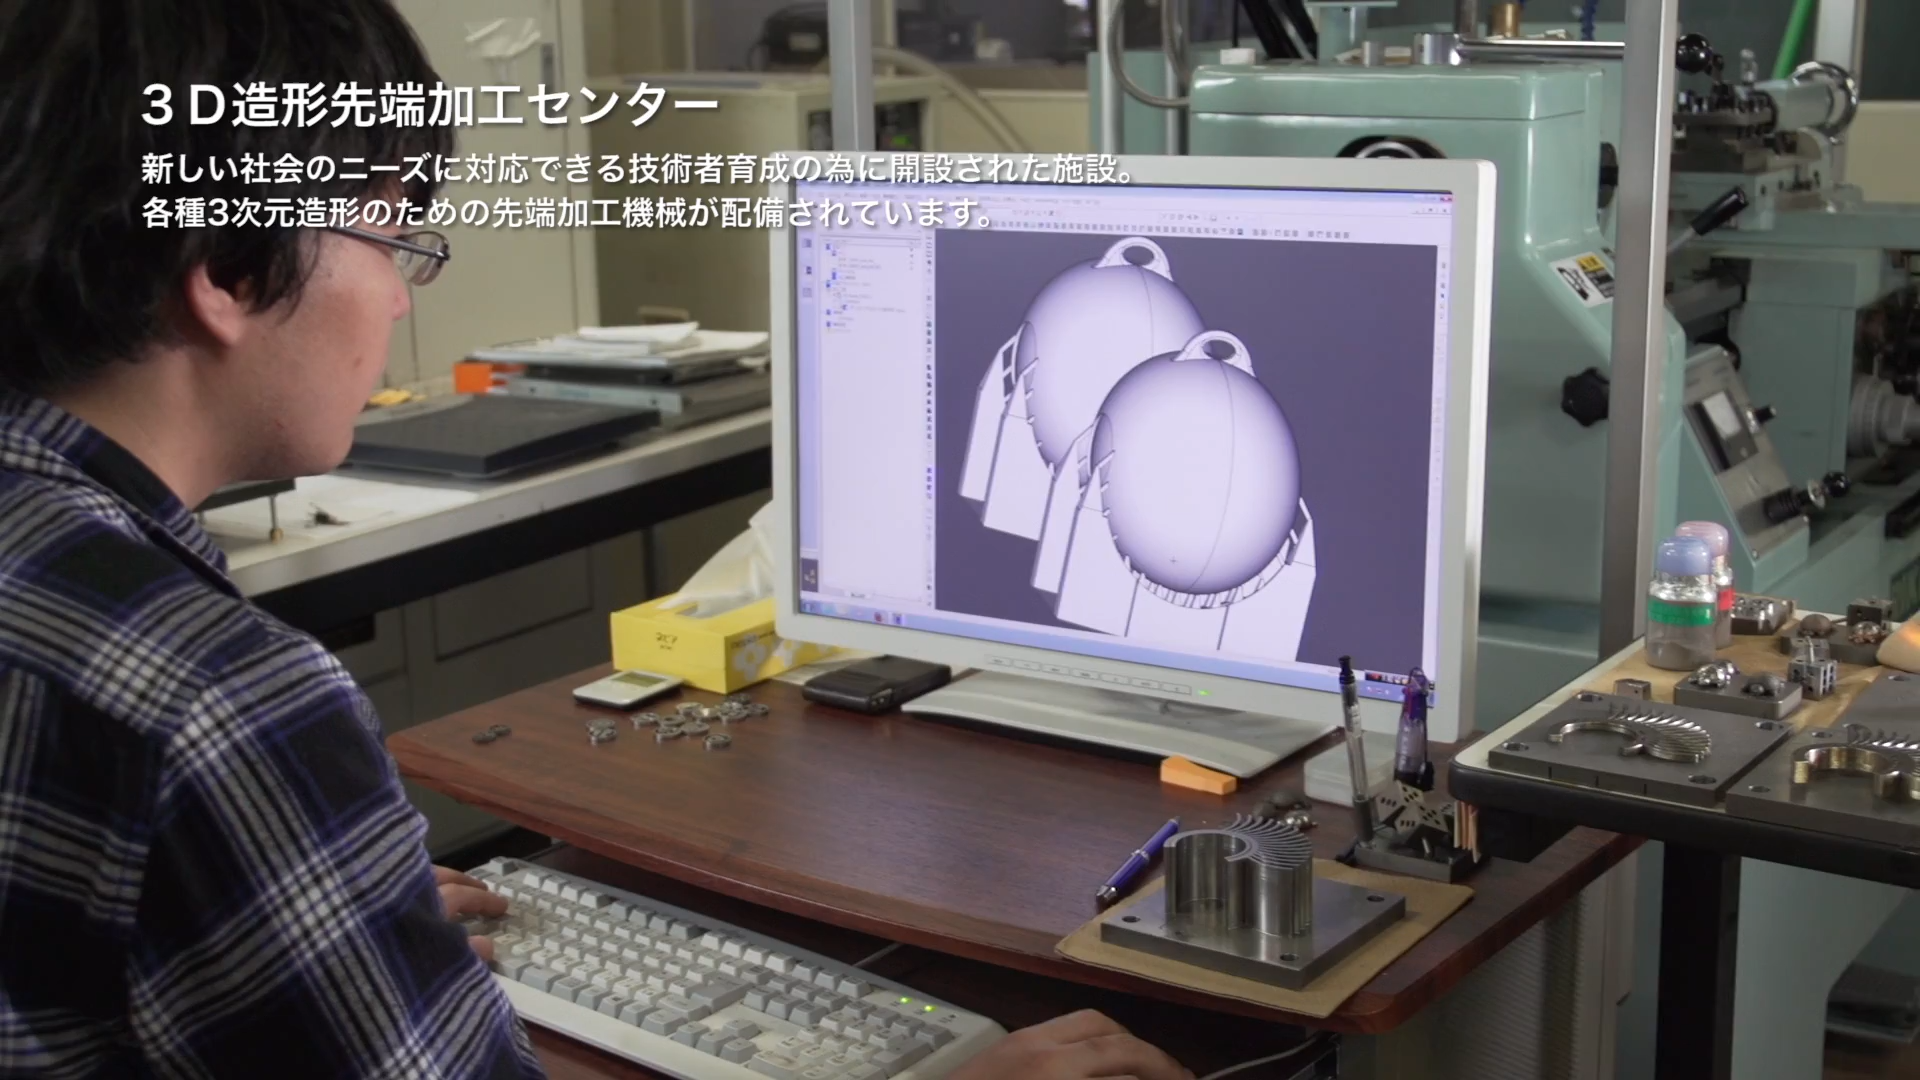 ３Ｄ造形先端加工センター
新しい社会のニーズに対応できる技術者育成の為に開設された施設。
各種3次元造形のための先端加工機械が配備されています。